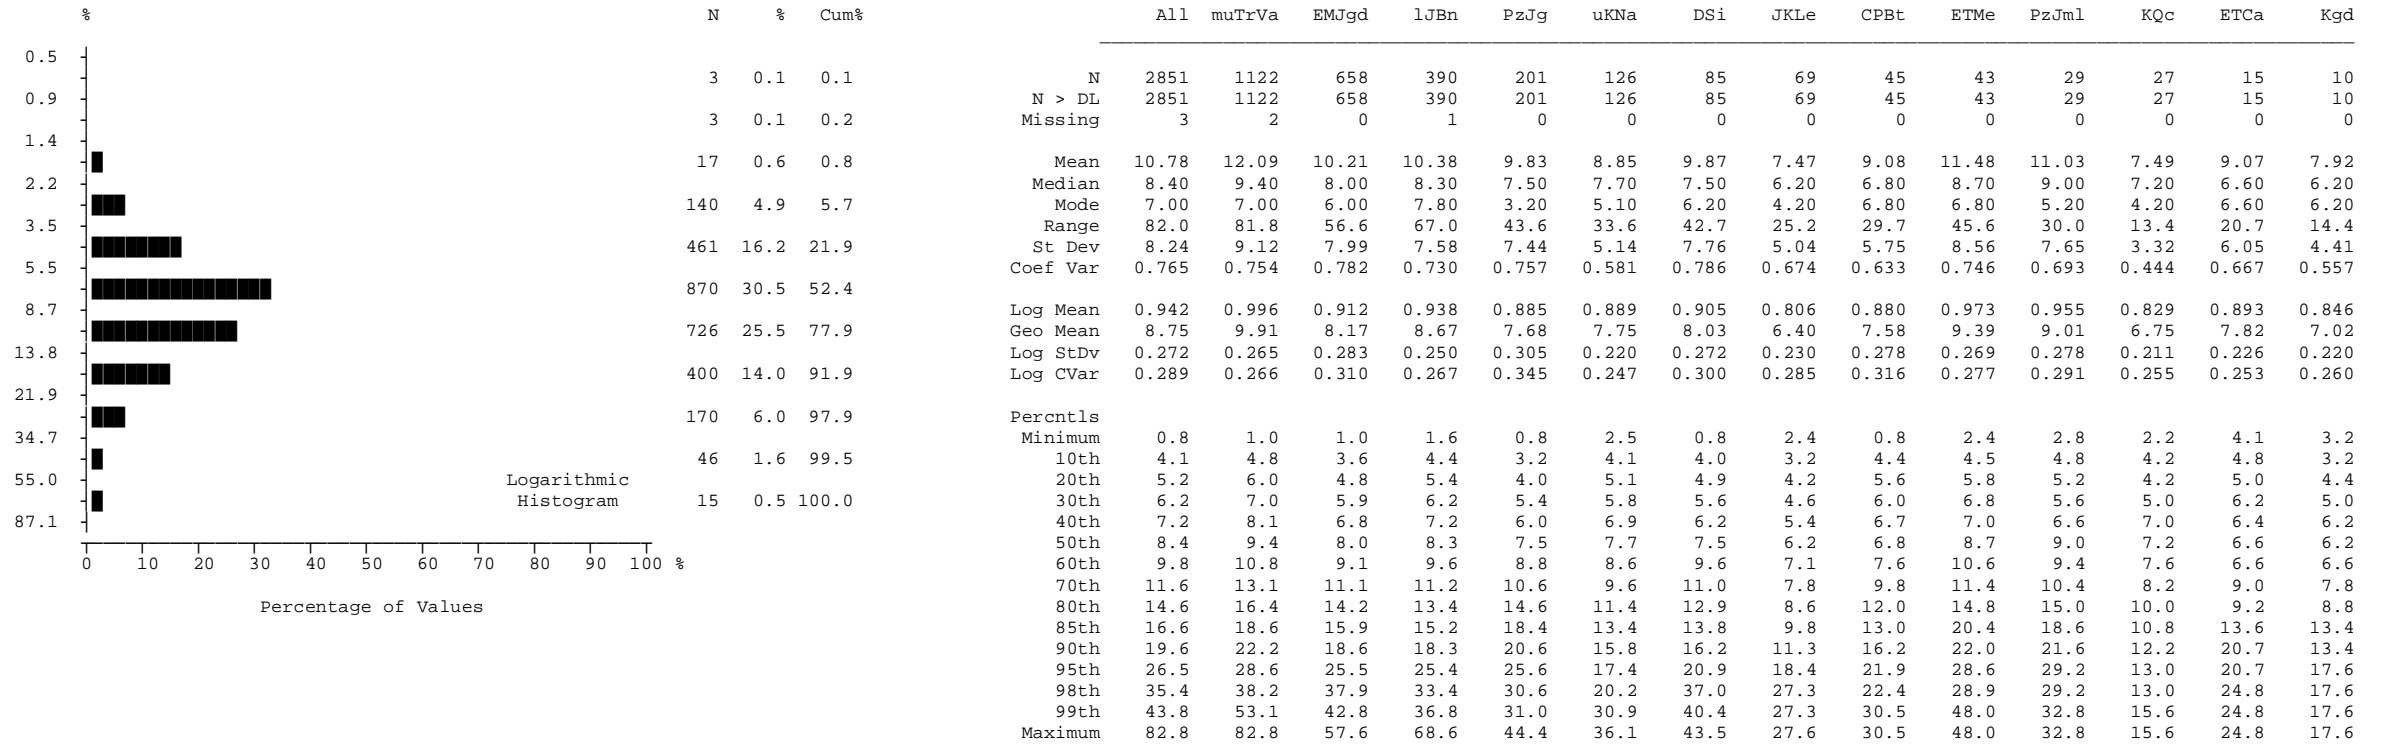 % N % Cum% All muTrVa EMJgd lJBn PzJg uKNa DSi JKLe CPBt ETMe PzJml KQc ETCa Kgd
0.5
3 0.1 0.1 N 2851 1122 658 390 201 126 85 69 45 43 29 27 15 10
0.9 N > DL 2851 1122 658 390 201 126 85 69 45 43 29 27 15 10
3 0.1 0.2 Missing 3 2 0 1 0 0 0 0 0 0 0 0 0 0
1.4
17 0.6 0.8 Mean 10.78 12.09 10.21 10.38 9.83 8.85 9.87 7.47 9.08 11.48 11.03 7.49 9.07 7.92
2.2 Median 8.40 9.40 8.00 8.30 7.50 7.70 7.50 6.20 6.80 8.70 9.00 7.20 6.60 6.20
140 4.9 5.7 Mode 7.00 7.00 6.00 7.80 3.20 5.10 6.20 4.20 6.80 6.80 5.20 4.20 6.60 6.20
3.5 Range 82.0 81.8 56.6 67.0 43.6 33.6 42.7 25.2 29.7 45.6 30.0 13.4 20.7 14.4
461 16.2 21.9 St Dev 8.24 9.12 7.99 7.58 7.44 5.14 7.76 5.04 5.75 8.56 7.65 3.32 6.05 4.41
5.5 Coef Var 0.765 0.754 0.782 0.730 0.757 0.581 0.786 0.674 0.633 0.746 0.693 0.444 0.667 0.557
870 30.5 52.4
8.7 Log Mean 0.942 0.996 0.912 0.938 0.885 0.889 0.905 0.806 0.880 0.973 0.955 0.829 0.893 0.846
726 25.5 77.9 Geo Mean 8.75 9.91 8.17 8.67 7.68 7.75 8.03 6.40 7.58 9.39 9.01 6.75 7.82 7.02
13.8 Log StDv 0.272 0.265 0.283 0.250 0.305 0.220 0.272 0.230 0.278 0.269 0.278 0.211 0.226 0.220
400 14.0 91.9 Log CVar 0.289 0.266 0.310 0.267 0.345 0.247 0.300 0.285 0.316 0.277 0.291 0.255 0.253 0.260
21.9
170 6.0 97.9 Percntls
34.7 Minimum 0.8 1.0 1.0 1.6 0.8 2.5 0.8 2.4 0.8 2.4 2.8 2.2 4.1 3.2
46 1.6 99.5 10th 4.1 4.8 3.6 4.4 3.2 4.1 4.0 3.2 4.4 4.5 4.8 4.2 4.8 3.2
55.0 Logarithmic 20th 5.2 6.0 4.8 5.4 4.0 5.1 4.9 4.2 5.6 5.8 5.2 4.2 5.0 4.4
Histogram 15 0.5 100.0 30th 6.2 7.0 5.9 6.2 5.4 5.8 5.6 4.6 6.0 6.8 5.6 5.0 6.2 5.0
87.1 40th 7.2 8.1 6.8 7.2 6.0 6.9 6.2 5.4 6.7 7.0 6.6 7.0 6.4 6.2
50th 8.4 9.4 8.0 8.3 7.5 7.7 7.5 6.2 6.8 8.7 9.0 7.2 6.6 6.2
0 10 20 30 40 50 60 70 80 90 100 % 60th 9.8 10.8 9.1 9.6 8.8 8.6 9.6 7.1 7.6 10.6 9.4 7.6 6.6 6.6
70th 11.6 13.1 11.1 11.2 10.6 9.6 11.0 7.8 9.8 11.4 10.4 8.2 9.0 7.8
Percentage of Values 80th 14.6 16.4 14.2 13.4 14.6 11.4 12.9 8.6 12.0 14.8 15.0 10.0 9.2 8.8
85th 16.6 18.6 15.9 15.2 18.4 13.4 13.8 9.8 13.0 20.4 18.6 10.8 13.6 13.4
90th 19.6 22.2 18.6 18.3 20.6 15.8 16.2 11.3 16.2 22.0 21.6 12.2 20.7 13.4
95th 26.5 28.6 25.5 25.4 25.6 17.4 20.9 18.4 21.9 28.6 29.2 13.0 20.7 17.6
98th 35.4 38.2 37.9 33.4 30.6 20.2 37.0 27.3 22.4 28.9 29.2 13.0 24.8 17.6
99th 43.8 53.1 42.8 36.8 31.0 30.9 40.4 27.3 30.5 48.0 32.8 15.6 24.8 17.6
Maximum 82.8 82.8 57.6 68.6 44.4 36.1 43.5 27.6 30.5 48.0 32.8 15.6 24.8 17.6